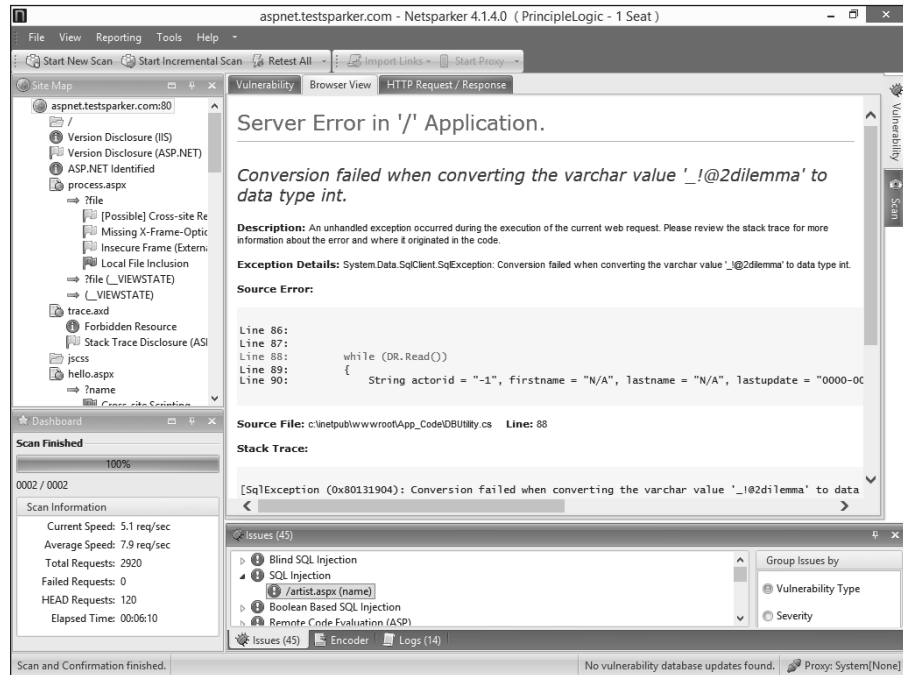 aspnet.testsparker.com - Netsparker 4.1.4.0 ( PrincipleLogic - 1 Seat )
File View Reporting Tools Help
Start New Scan Start Incremental Scan Retest All Import Links Start Proxy
Site Map
aspnet.testsparker.com:80
/
Version Disclosure (IIS)
Version Disclosure (ASP.NET)
ASP.NET Identified
process.aspx
?file
[Possible] Cross-site Re
Missing X-Frame-Optic
Insecure Frame (Externa
Local File Inclusion
?file (__VIEWSTATE)
(__VIEWSTATE)
trace.axd
Forbidden Resource
Stack Trace Disclosure (ASI
jscss
hello.aspx
?name
Cross-site Scripting
Dashboard
Scan Finished
100%
0002 / 0002
Scan Information
Current Speed: 5.1 req/sec
Average Speed: 7.9 req/sec
Total Requests: 2920
Failed Requests: 0
HEAD Requests: 120
Elapsed Time: 00:06:10
Vulnerability Browser View HTTP Request / Response
Server Error in '/' Application.
Conversion failed when converting the varchar value '_!@2dilemma' to
data type int.
Description: An unhandled exception occurred during the execution of the current web request. Please review the stack trace for more
information about the error and where it originated in the code.
Exception Details: System.Data.SqlClient.SqlException: Conversion failed when converting the varchar value '_!@2dilemma' to data type int.
Source Error:
Line 86:
Line 87:
Line 88: while (DR.Read())
Line 89: {
Line 90: String actorid = "-1", firstname = "N/A", lastname = "N/A", lastupdate = "0000-00
Source File: c:\inetpub\wwwroot\App_Code\DBUtility.cs Line: 88
Stack Trace:
[SqlException (0x80131904): Conversion failed when converting the varchar value '_!@2dilemma' to data
Vulnerability
Scan
Issues (45)
Blind SQL Injection
SQL Injection
/artist.aspx (name)
Boolean Based SQL Injection
Remote Code Evaluation (ASP)
Group Issues by
Vulnerability Type
Severity
Issues (45) Encoder Logs (14)
Scan and Confirmation finished.
No vulnerability database updates found. Proxy: System[None]